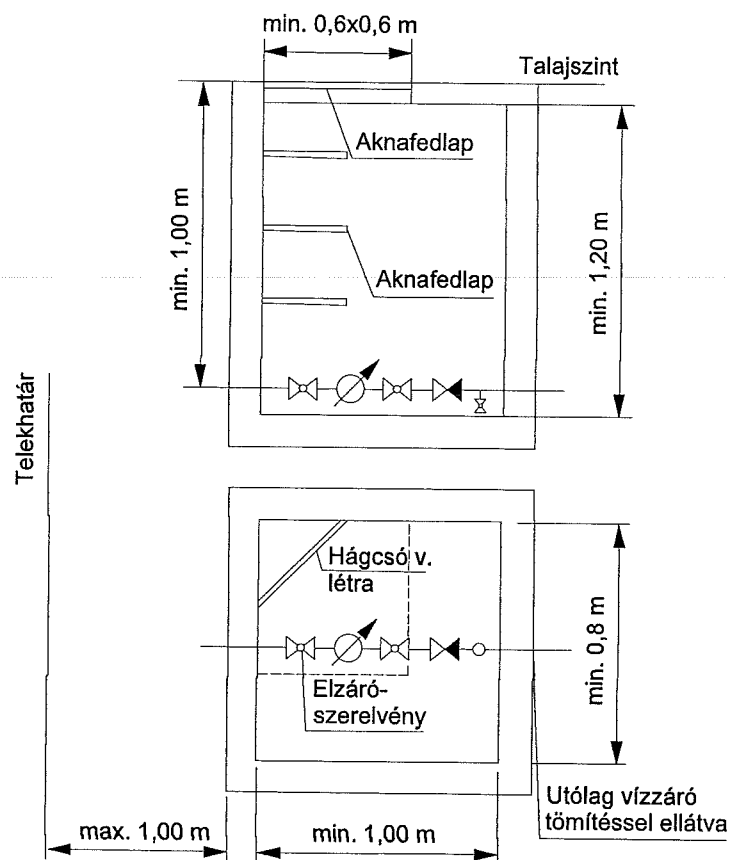 min. 0,6x0,6 m
Talajszint
Aknafedlap
min. 1,00 m
Aknafedlap
min. 1,20 m
Telekhatár
Hágcsó v.
létra
min. 0,8 m
Elzáró-
szerelvény
Utólag vízzáró
tömítéssel ellátva
max. 1,00 m
min. 1,00 m